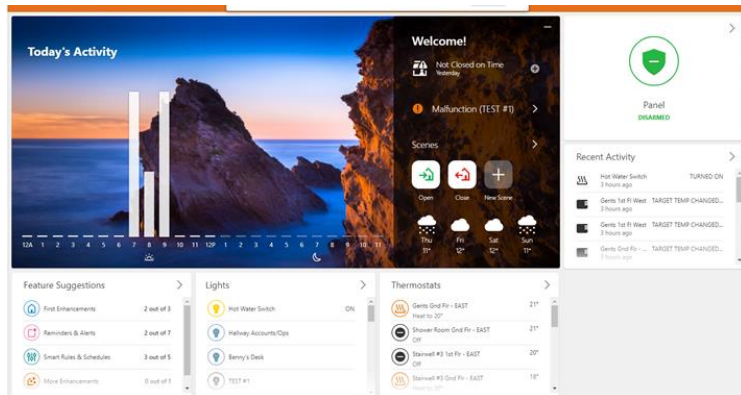 Today's Activity
12A 1 2 3 4 5 6 7 8 9 10 11 12P 1 2 3 4 5 6 7 8 9 10 11
Welcome!
Not Closed on Time
Yesterday
Malfunction (TEST #1)
Scenes
Open Close New Scene
Thu Fri Sat Sun
11° 12° 12° 11°
Panel
DISARMED
Recent Activity
Hot Water Switch TURNED ON
3 hours ago
Gents 1st Fl West TARGET TEMP CHANGED...
3 hours ago
Gents 1st Fl West TARGET TEMP CHANGED...
3 hours ago
Gents Gnd Flr - ... TARGET TEMP CHANGED...
3 hours ago
Feature Suggestions
First Enhancements 2 out of 3
Reminders & Alerts 2 out of 7
Smart Rules & Schedules 3 out of 5
More Enhancements 0 out of 1
Lights
Hot Water Switch ON
Hallway Accounts/Ops
Benny's Desk
TEST #1
Thermostats
Gents Gnd Flr - EAST 21°
Heat to 20°
Shower Room Gnd Flr - EAST 21°
Off
Stairwell #3 1st Flr - EAST 20°
Off
Stairwell #3 Gnd Flr - EAST 18°
Heat to 20°